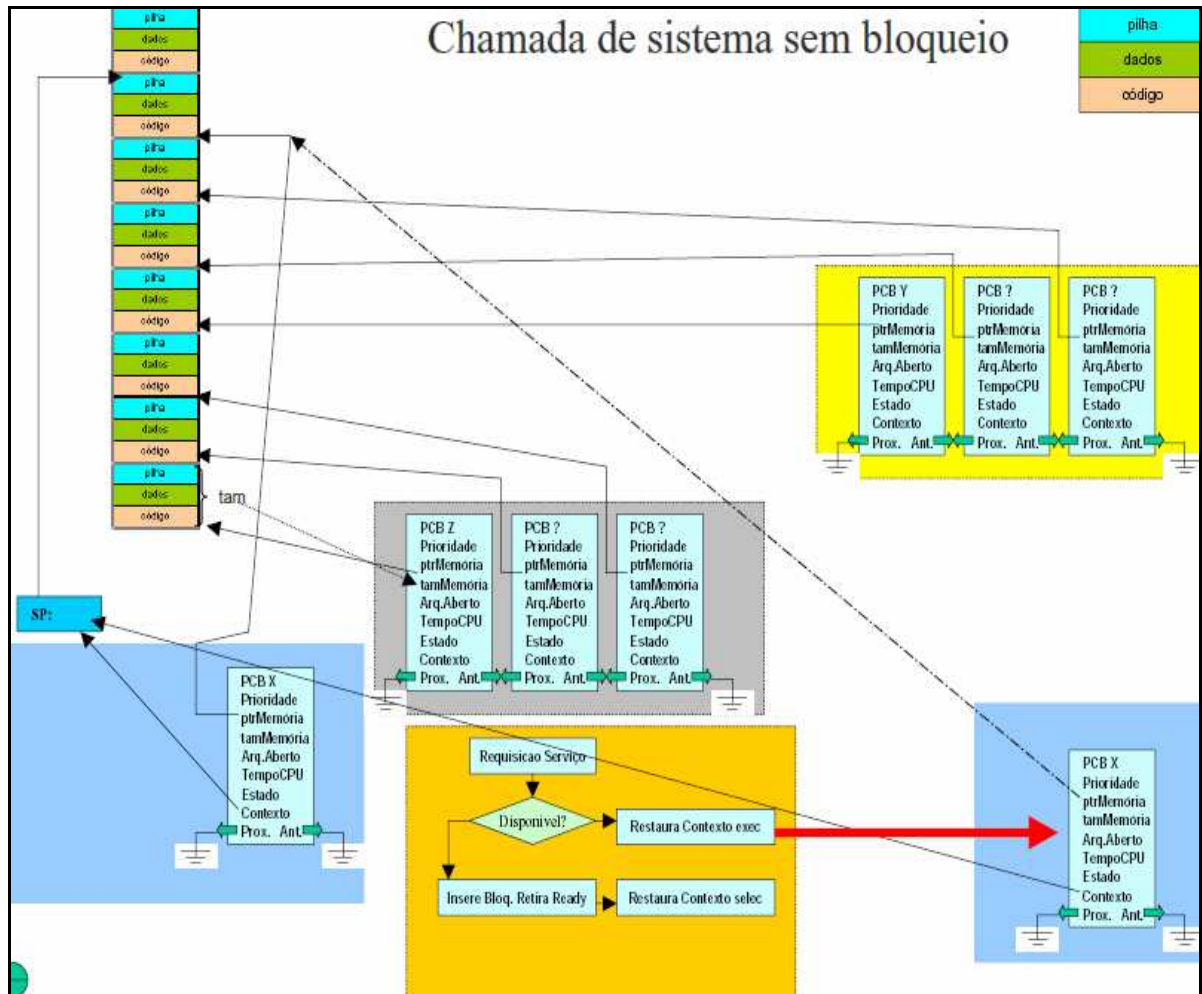 Chamada de sistema sem bloqueio
pilha
dados
código
pilha
dados
código
pilha
dados
código
pilha
dados
código
pilha
dados
código
pilha
dados
código
pilha
dados
código
pilha
dados
código
pilha
dados
código
tam
SP:
PCB Y
Prioridade
ptrMemória
tamMemória
Arq.Aberto
TempoCPU
Estado
Contexto
Prox. Ant.
PCB ?
Prioridade
ptrMemória
tamMemória
Arq.Aberto
TempoCPU
Estado
Contexto
Prox. Ant.
PCB ?
Prioridade
ptrMemória
tamMemória
Arq.Aberto
TempoCPU
Estado
Contexto
Prox. Ant.
PCB Z
Prioridade
ptrMemória
tamMemória
Arq.Aberto
TempoCPU
Estado
Contexto
Prox. Ant.
PCB ?
Prioridade
ptrMemória
tamMemória
Arq.Aberto
TempoCPU
Estado
Contexto
Prox. Ant.
PCB ?
Prioridade
ptrMemória
tamMemória
Arq.Aberto
TempoCPU
Estado
Contexto
Prox. Ant.
PCB X
Prioridade
ptrMemória
tamMemória
Arq.Aberto
TempoCPU
Estado
Contexto
Prox. Ant.
Requisicao Serviço
Disponivel?
Restaura Contexto exec
Insere Bloq. Retira Ready
Restaura Contexto selec
PCB X
Prioridade
ptrMemória
tamMemória
Arq.Aberto
TempoCPU
Estado
Contexto
Prox. Ant.